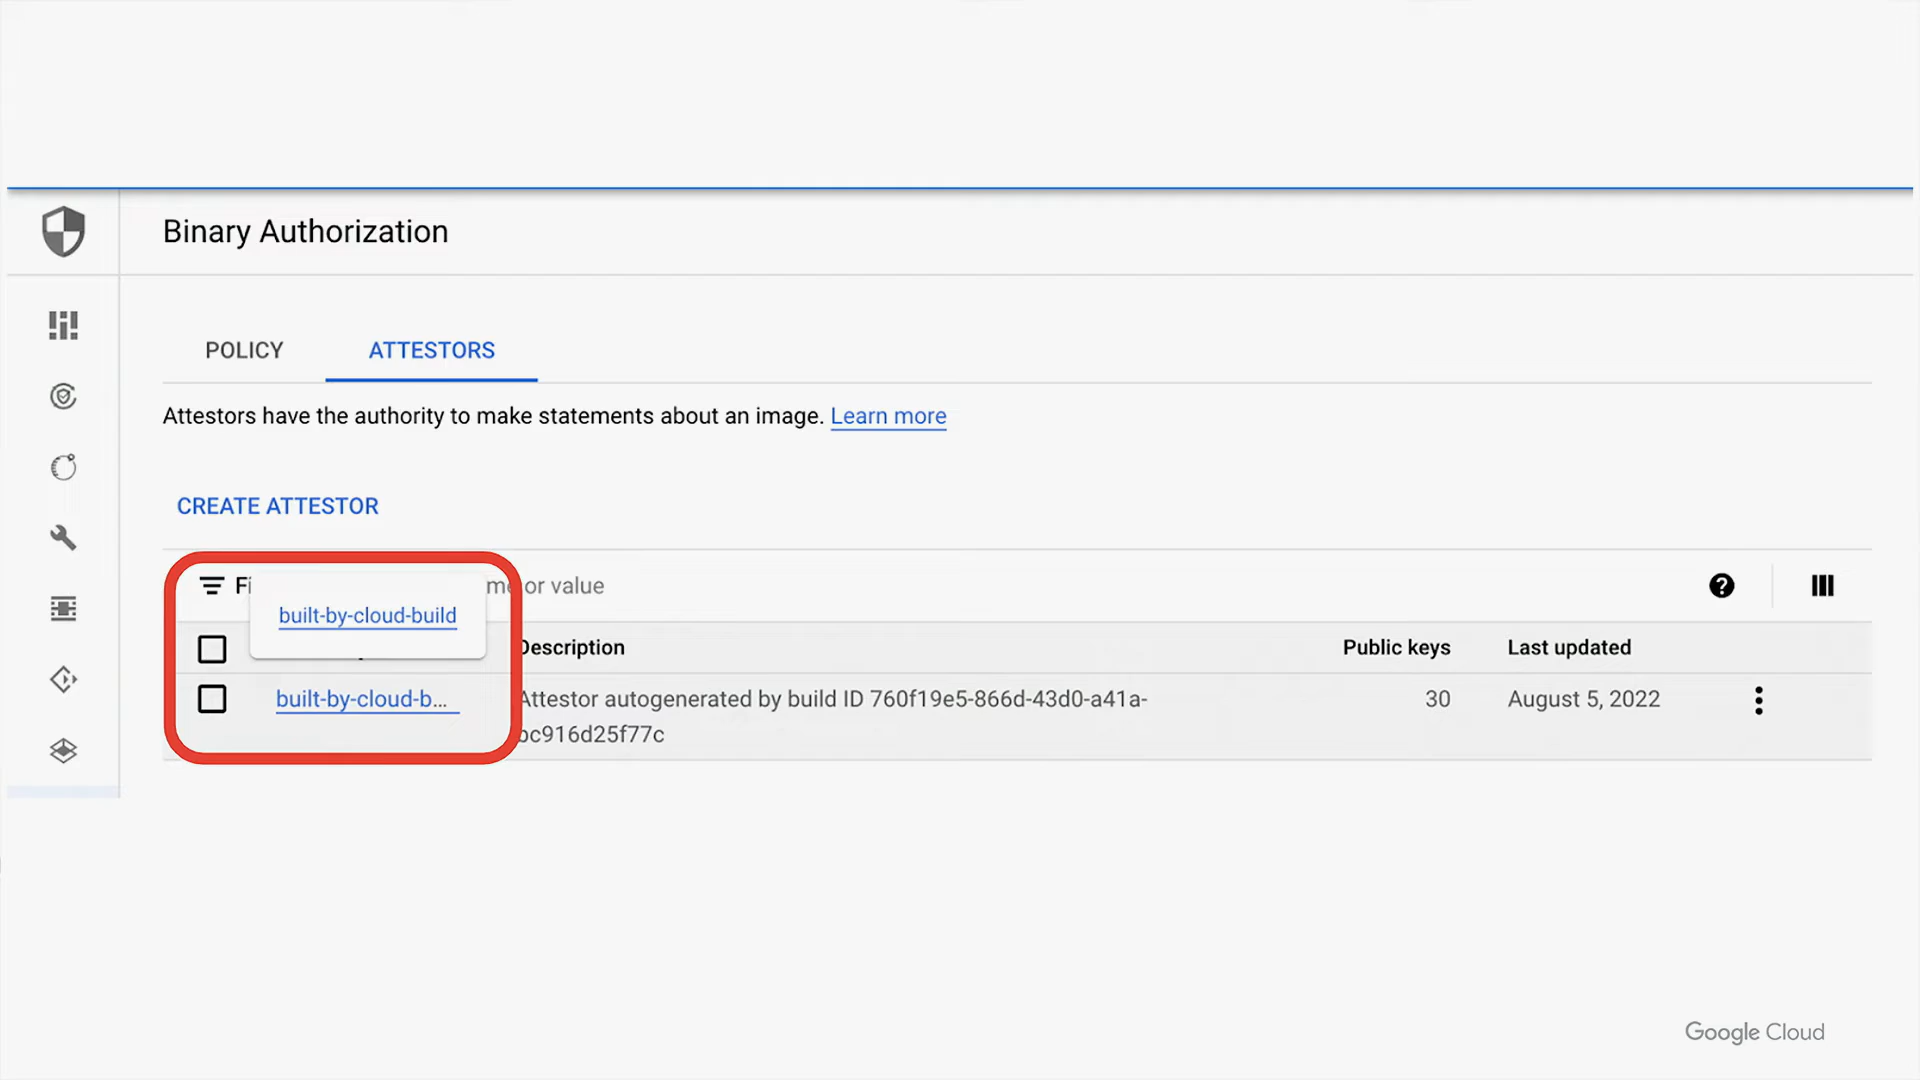 Binary Authorization
POLICY
ATTESTORS
Attestors have the authority to make statements about an image. Learn more
CREATE ATTESTOR
or value
built-by-cloud-build
Description Public keys Last updated
built-by-cloud-b... Attestor autogenerated by build ID 760f19e5-866d-43d0-a41a- 30 August 5, 2022
bc916d25f77c
Google Cloud